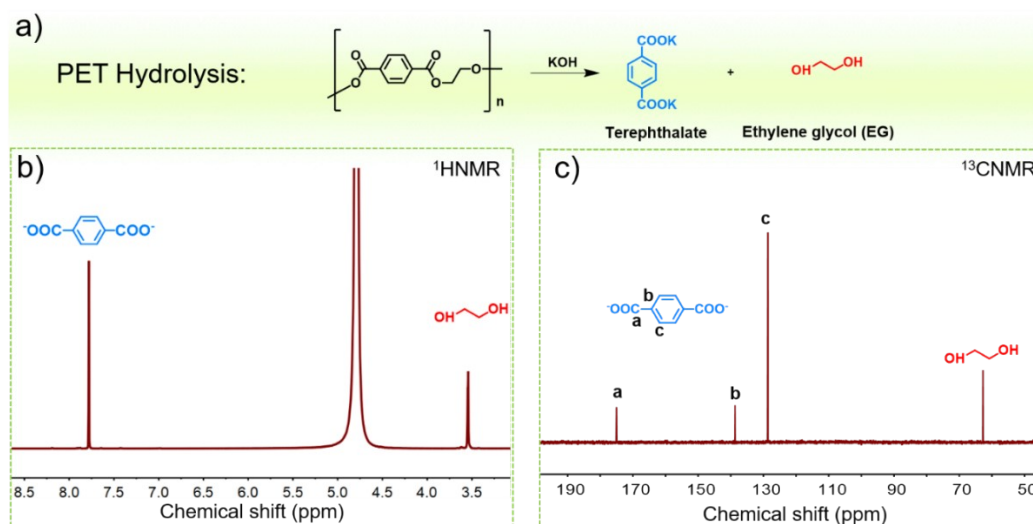 a)
PET Hydrolysis:
O
O
O
O
n
KOH
COOK
COOK
Terephthalate
+
OH
OH
Ethylene glycol (EG)
b)
¹HNMR
⁻OOC
COO⁻
OH
OH
8.5 8.0 7.5 7.0 6.5 6.0 5.5 5.0 4.5 4.0 3.5
Chemical shift (ppm)
c)
¹³CNMR
c
b
⁻OOC
COO⁻
a
c
OH
OH
a
b
190 170 150 130 110 90 70 50
Chemical shift (ppm)